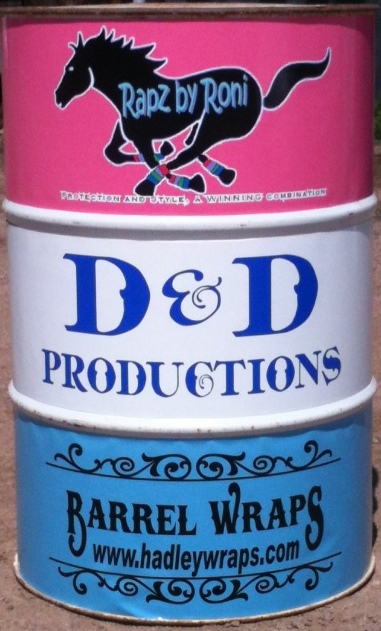 Rapz by Roni
PROTECTION AND STYLE, A WINNING COMBINATION
D & D
PRODUCTIONS
BARREL WRAPS
www.hadleywraps.com